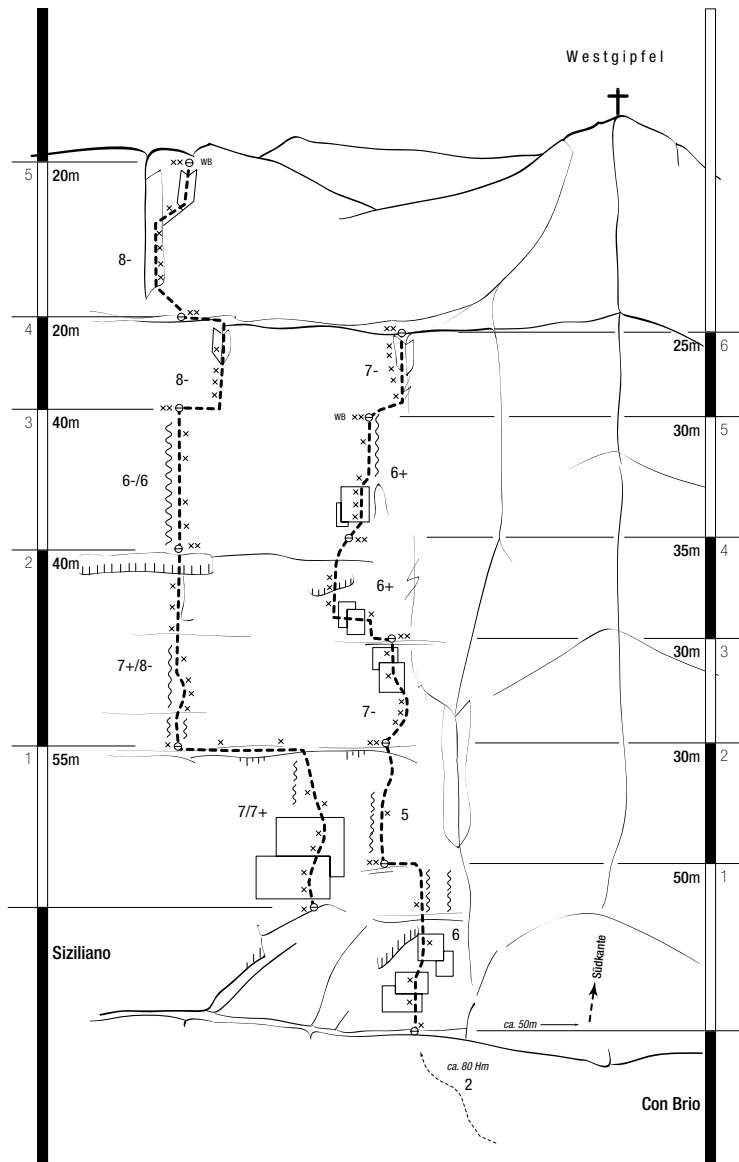 Westgipfel
WB
5 20m
8-
4 20m
25m 6
7-
8-
3 40m
WB
30m 5
6-/6
6+
35m 4
2 40m
6+
30m 3
7+/8-
7-
1 55m
30m 2
7/7+
5
50m 1
6
Siziliano
Südkante
ca. 50m
ca. 80 Hm
2
Con Brio